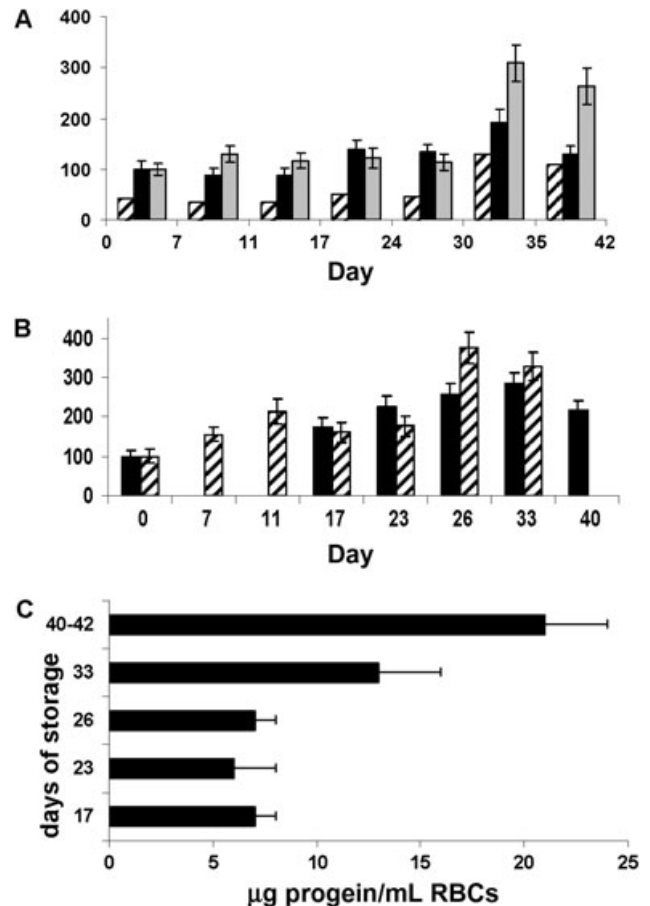 A
400
300
200
100
0
0 7 11 17 24 30 35 42
Day
B
400
300
200
100
0
0 7 11 17 23 26 33 40
Day
C
days of storage
40-42
33
26
23
17
0 5 10 15 20 25
µg progein/mL RBCs